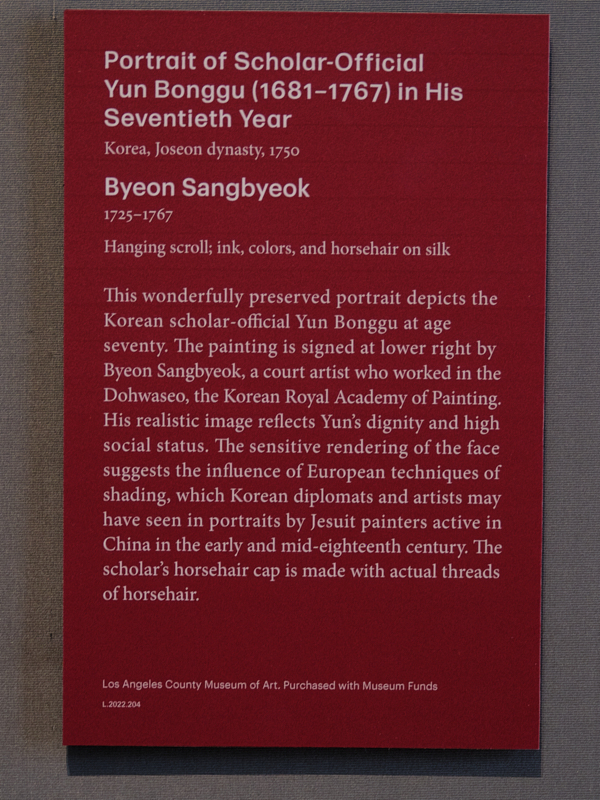 Portrait of Scholar-Official
Yun Bonggu (1681–1767) in His
Seventieth Year
Korea, Joseon dynasty, 1750
Byeon Sangbyeok
1725–1767
Hanging scroll; ink, colors, and horsehair on silk
This wonderfully preserved portrait depicts the
Korean scholar-official Yun Bonggu at age
seventy. The painting is signed at lower right by
Byeon Sangbyeok, a court artist who worked in the
Dohwaseo, the Korean Royal Academy of Painting.
His realistic image reflects Yun’s dignity and high
social status. The sensitive rendering of the face
suggests the influence of European techniques of
shading, which Korean diplomats and artists may
have seen in portraits by Jesuit painters active in
China in the early and mid-eighteenth century. The
scholar’s horsehair cap is made with actual threads
of horsehair.
Los Angeles County Museum of Art, Purchased with Museum Funds
L.2022.204